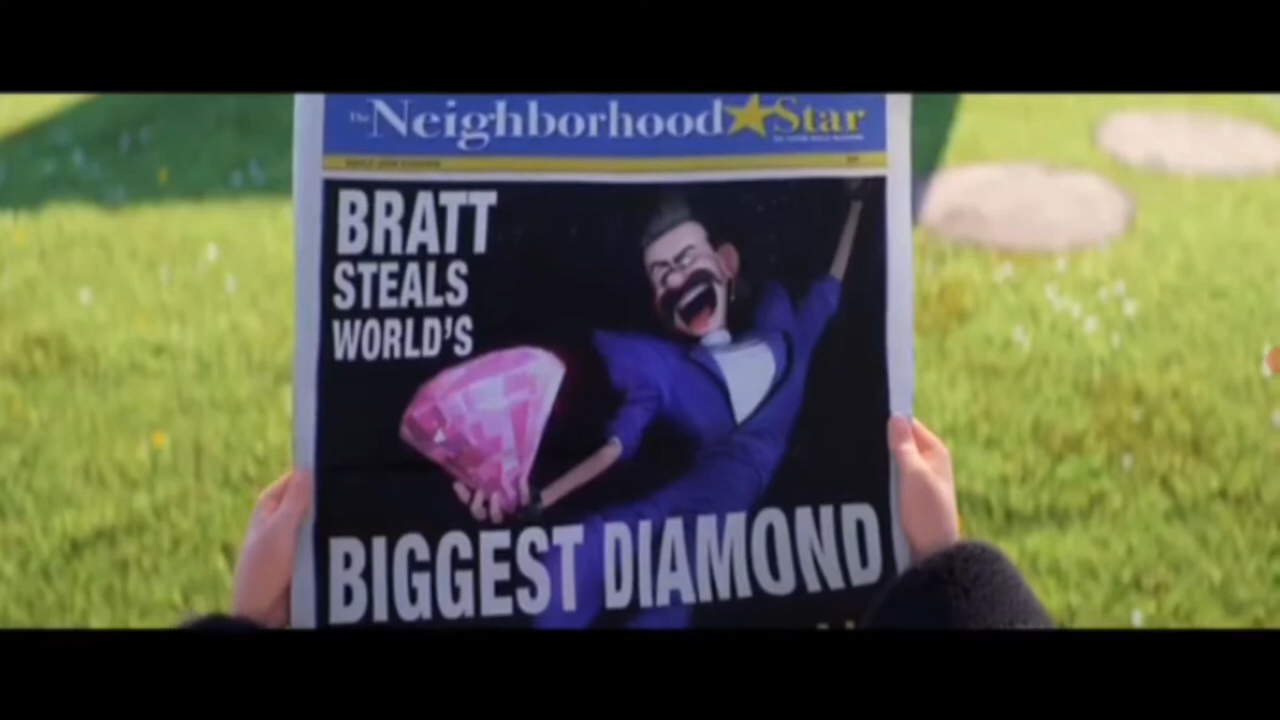 The Neighborhood Star
BRATT
STEALS
WORLD'S
BIGGEST DIAMOND